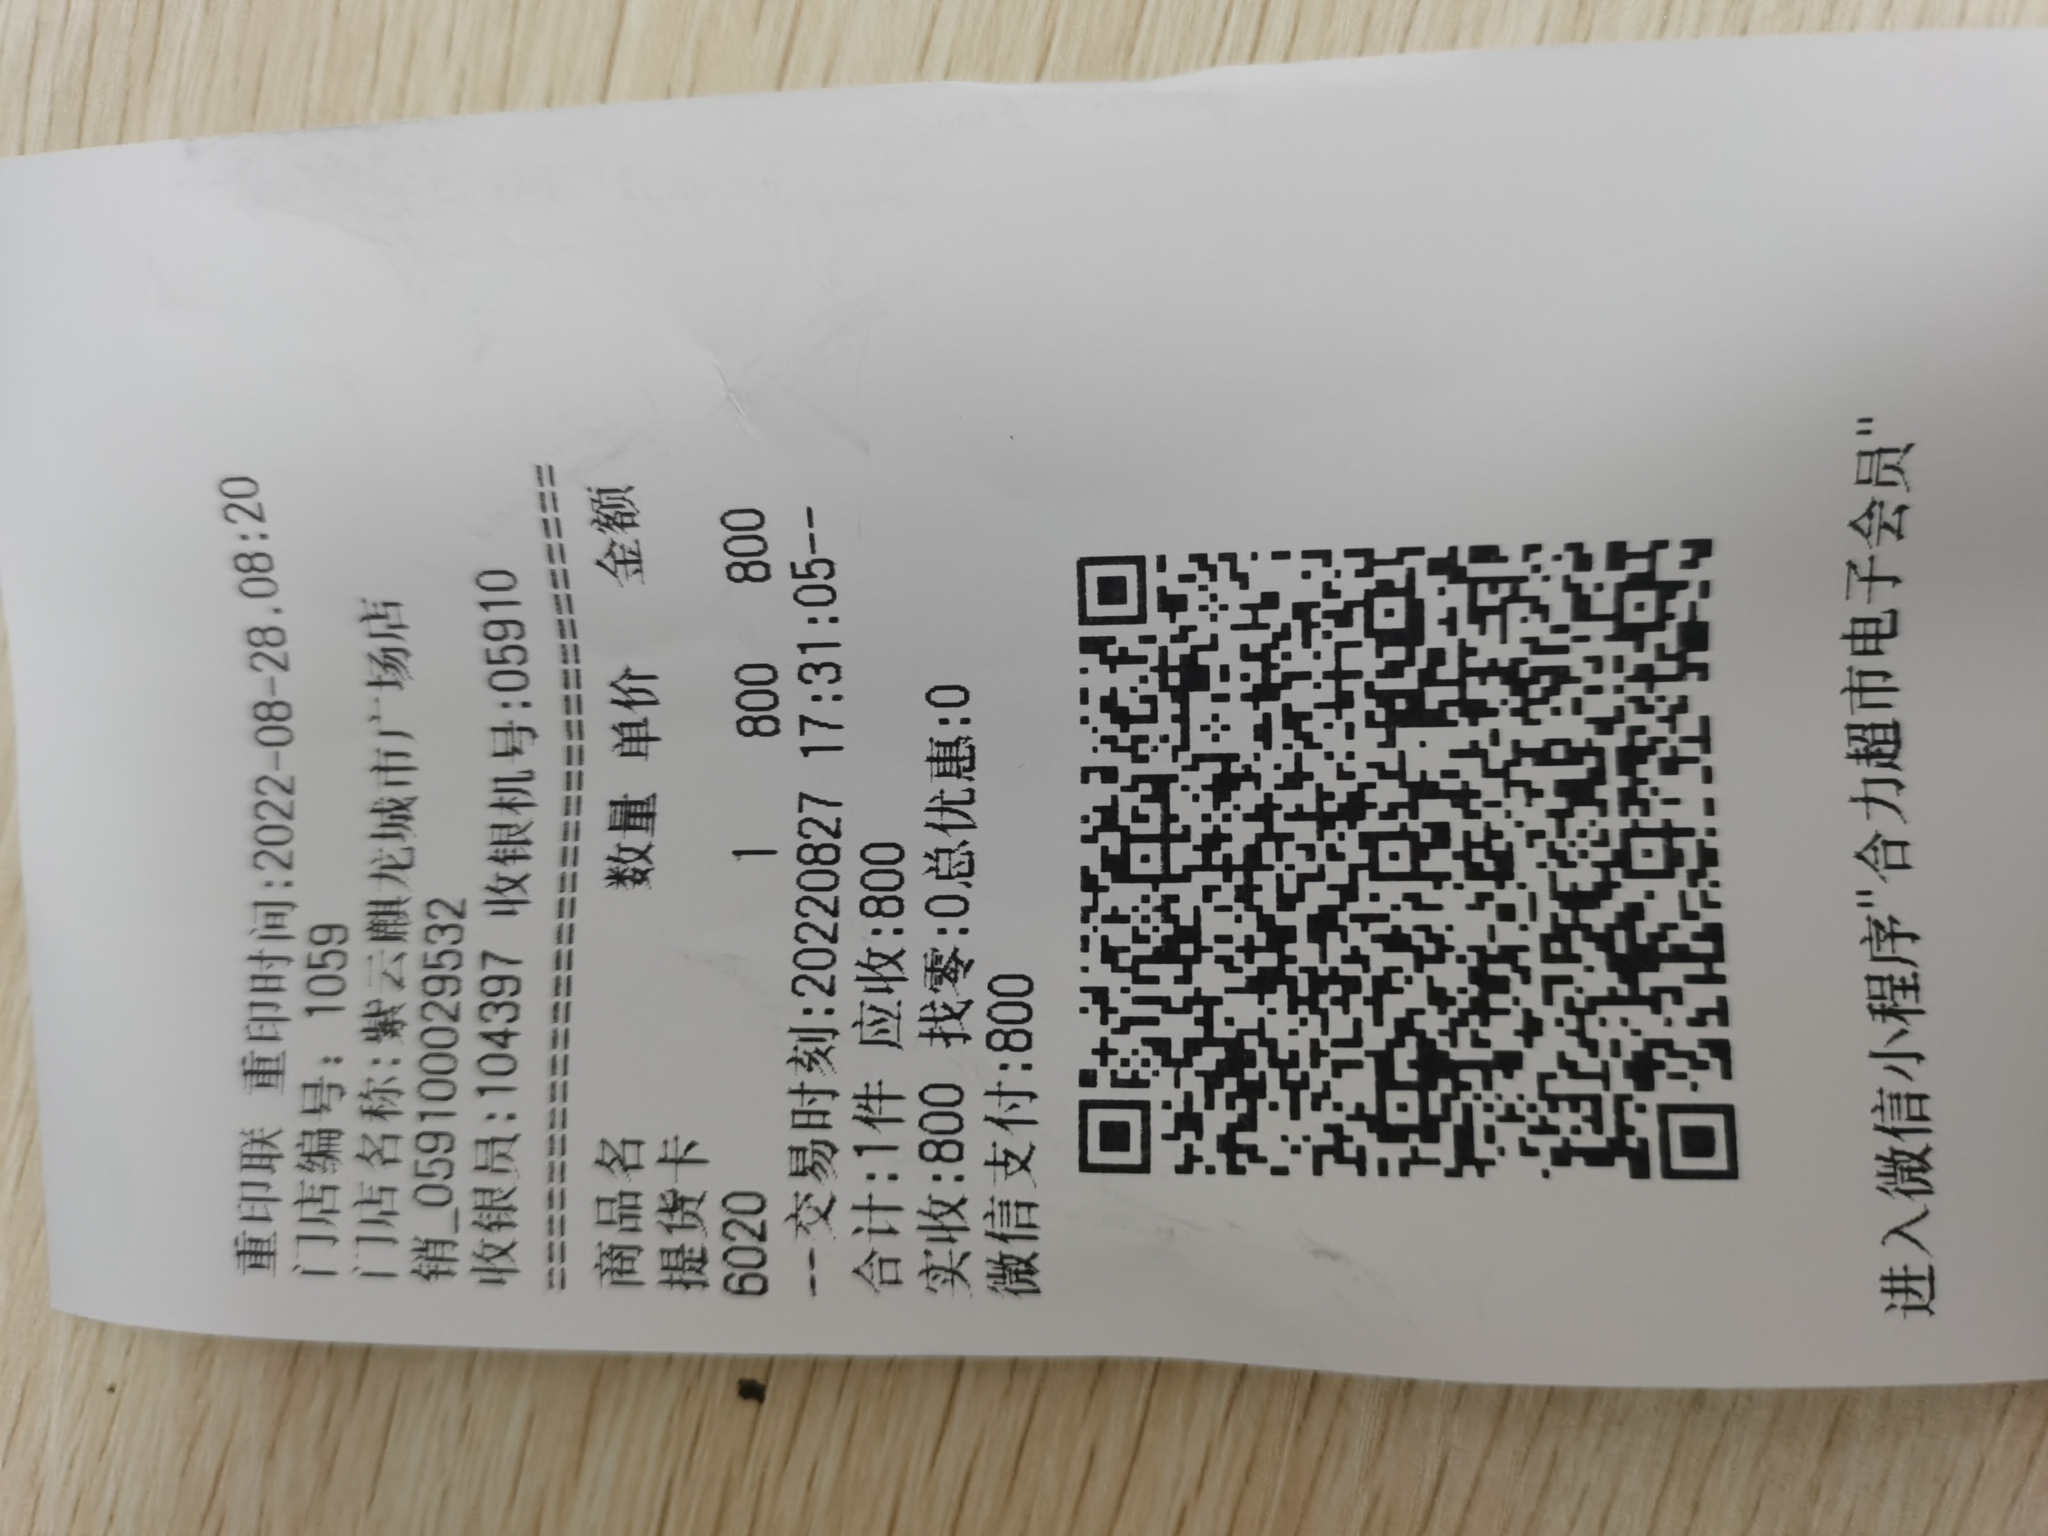 重印联 重印时间:2022-08-28.08:20
门店编号: 1059
门店名称:紫云麒龙城市广场店
销_0591000029532
收银员:104397 收银机号:05910
==========================================
商品名 数量 单价 金额
提货卡
6020 1 800 800
--交易时刻:20220827 17:31:05--
合计:1件 应收:800
实收:800 找零:0总优惠:0
微信支付:800
进入微信小程序"合力超市电子会员"